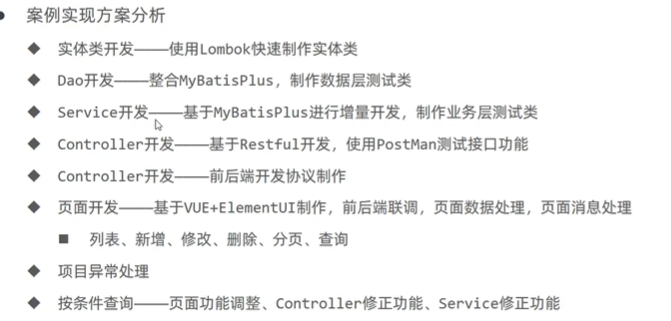 案例实现方案分析
实体类开发————使用Lombok快速制作实体类
Dao开发————整合MyBatisPlus，制作数据层测试类
Service开发————基于MyBatisPlus进行增量开发，制作业务层测试类
Controller开发————基于Restful开发，使用PostMan测试接口功能
Controller开发————前后端开发协议制作
页面开发————基于VUE+ElementUI制作，前后端联调，页面数据处理，页面消息处理
列表、新增、修改、删除、分页、查询
项目异常处理
按条件查询————页面功能调整、Controller修正功能、Service修正功能